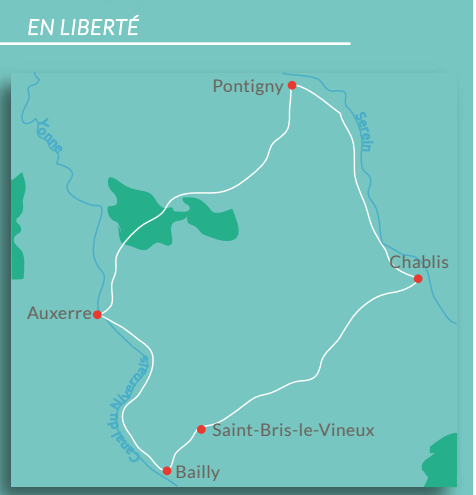 EN LIBERTÉ
Pontigny
Yonne
Serein
Chablis
Auxerre
Canal du Nivernais
Saint-Bris-le-Vineux
Bailly